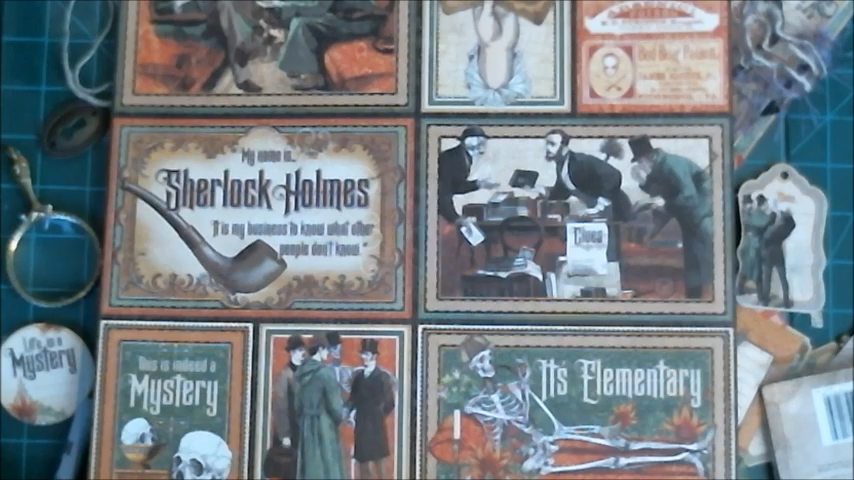 My name is...
Sherlock Holmes
"It is my business to know what other
people don't know."
Clues
Life is a
Mystery
This is indeed a
Mystery
It's Elementary